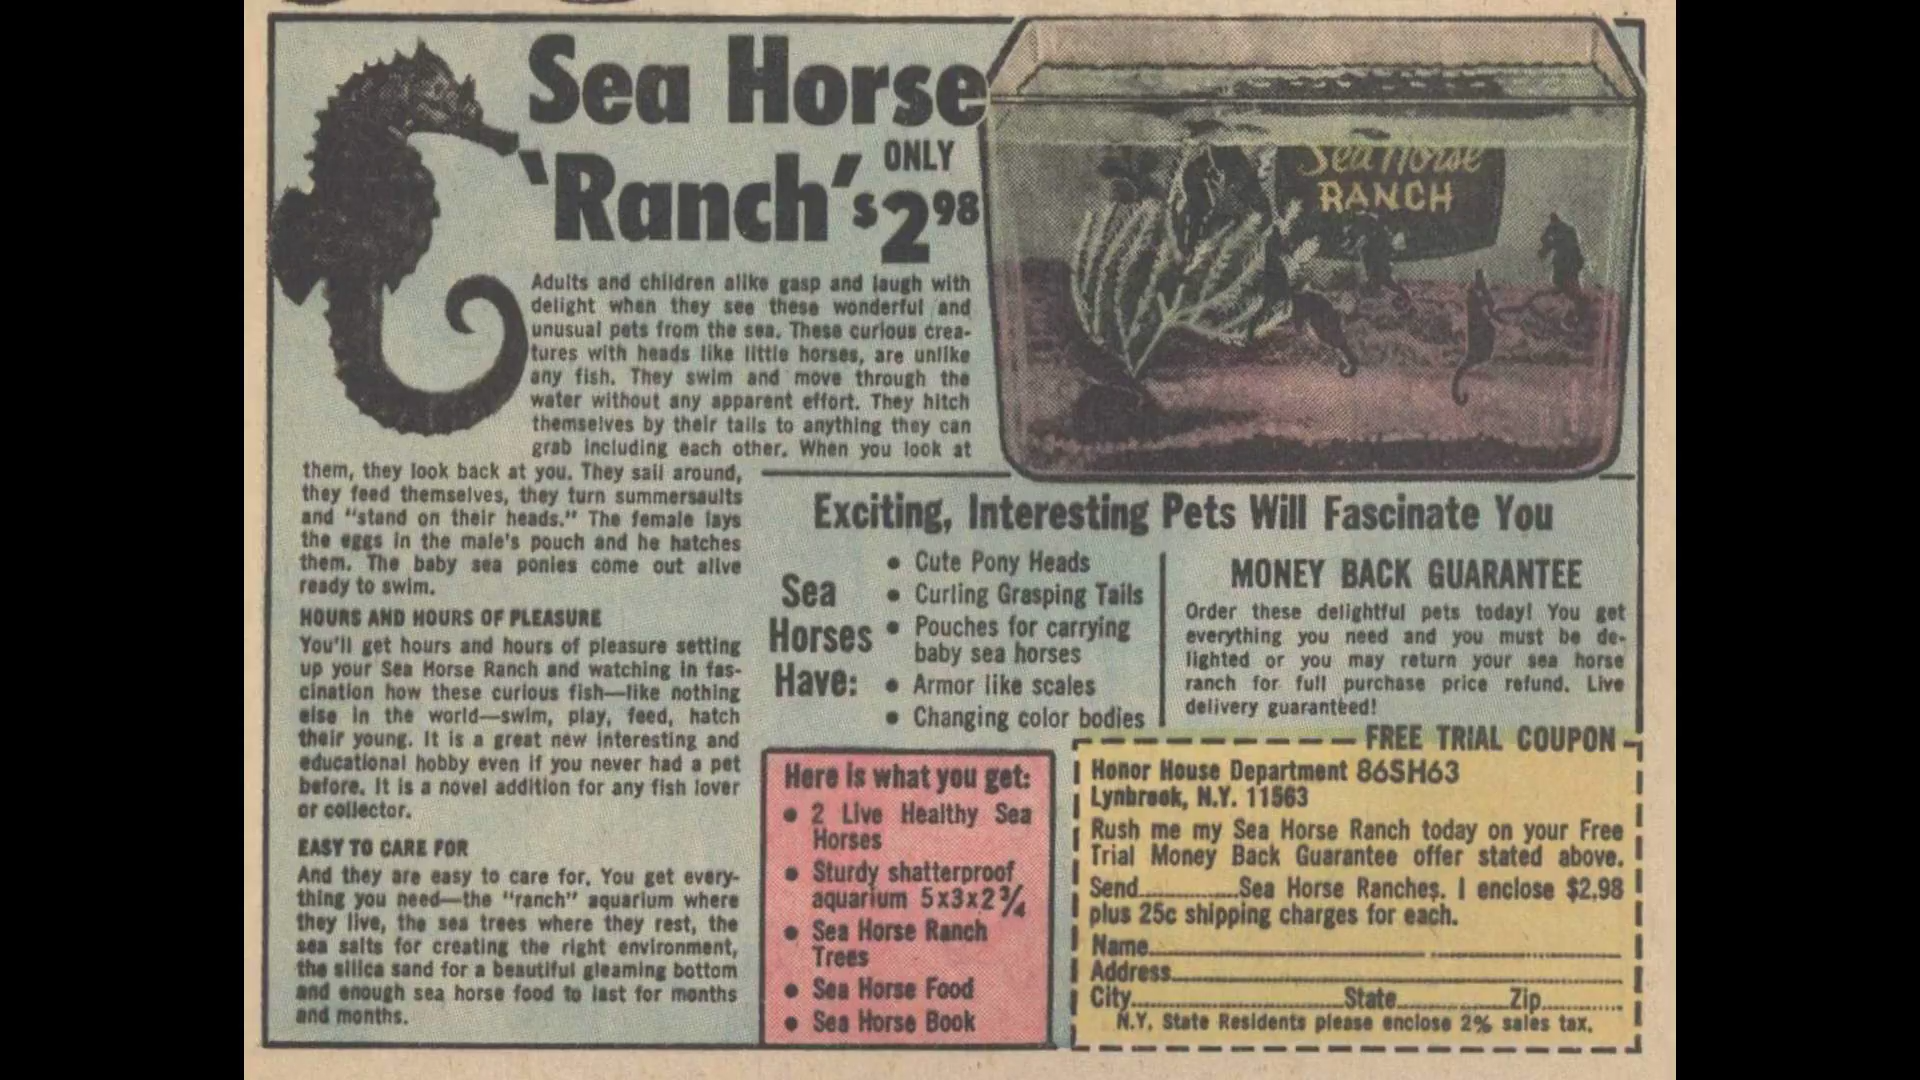 Sea Horse
'Ranch' ONLY $2 98
Adults and children alike gasp and laugh with
delight when they see these wonderful and
unusual pets from the sea. These curious crea-
tures with heads like little horses, are unlike
any fish. They swim and move through the
water without any apparent effort. They hitch
themselves by their tails to anything they can
grab including each other. When you look at
them, they look back at you. They sail around,
they feed themselves, they turn summersaults
and "stand on their heads." The female lays
the eggs in the male's pouch and he hatches
them. The baby sea ponies come out alive
ready to swim.
HOURS AND HOURS OF PLEASURE
You'll get hours and hours of pleasure setting
up your Sea Horse Ranch and watching in fas-
cination how these curious fish—like nothing
else in the world—swim, play, feed, hatch
their young. It is a great new interesting and
educational hobby even if you never had a pet
before. It is a novel addition for any fish lover
or collector.
EASY TO CARE FOR
And they are easy to care for. You get every-
thing you need—the "ranch" aquarium where
they live, the sea trees where they rest, the
sea salts for creating the right environment,
the silica sand for a beautiful gleaming bottom
and enough sea horse food to last for months
and months.
Sea Horse
RANCH
Exciting, Interesting Pets Will Fascinate You
Sea
Horses
Have:
• Cute Pony Heads
• Curling Grasping Tails
• Pouches for carrying
baby sea horses
• Armor like scales
• Changing color bodies
MONEY BACK GUARANTEE
Order these delightful pets today! You get
everything you need and you must be de-
lighted or you may return your sea horse
ranch for full purchase price refund. Live
delivery guaranteed!
Here is what you get:
• 2 Live Healthy Sea
Horses
• Sturdy shatterproof
aquarium 5x3x2¾
• Sea Horse Ranch
Trees
• Sea Horse Food
• Sea Horse Book
FREE TRIAL COUPON
Honor House Department 86SH63
Lynbrook, N.Y. 11563
Rush me my Sea Horse Ranch today on your Free
Trial Money Back Guarantee offer stated above.
Send............Sea Horse Ranches. I enclose $2.98
plus 25c shipping charges for each.
Name
Address
City State Zip
N.Y. State Residents please enclose 2% sales tax.